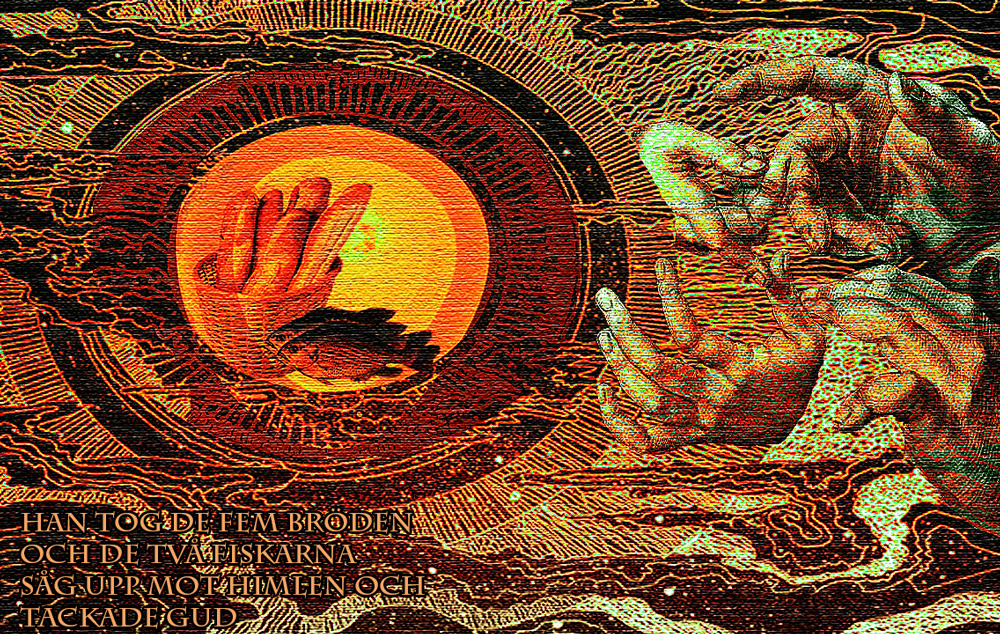 HAN TOG DE FEM BRÖDEN
OCH DE TVÅ FISKARNA
SÅG UPP MOT HIMLEN OCH
TACKADE GUD